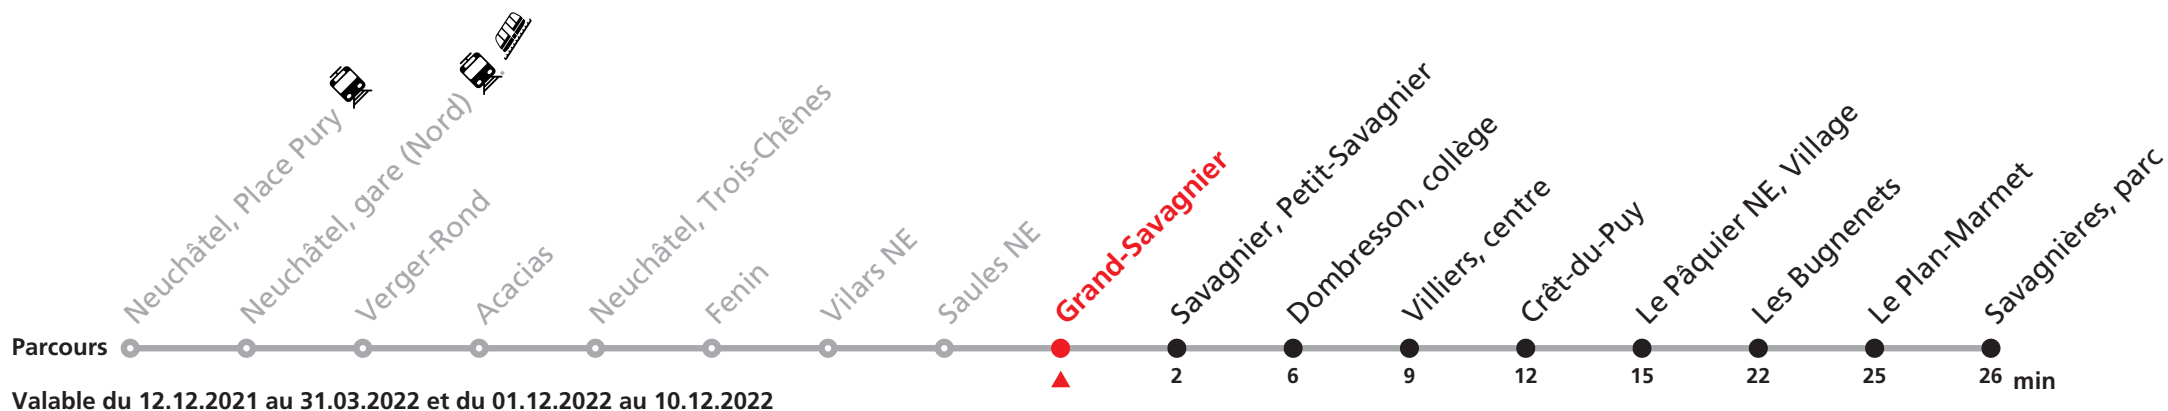 Neuchâtel, Place Pury
Neuchâtel, gare (Nord)
Verger-Rond
Acacias
Neuchâtel, Trois-Chênes
Fenin
Vilars NE
Saules NE
Grand-Savagnier
Savagnier, Petit-Savagnier
Dombresson, collège
Villiers, centre
Crêt-du-Puy
Le Pâquier NE, Village
Les Bugnenets
Le Plan-Marmet
Savagnières, parc
Parcours
2 6 9 12 15 22 25 26 min
Valable du 12.12.2021 au 31.03.2022 et du 01.12.2022 au 10.12.2022